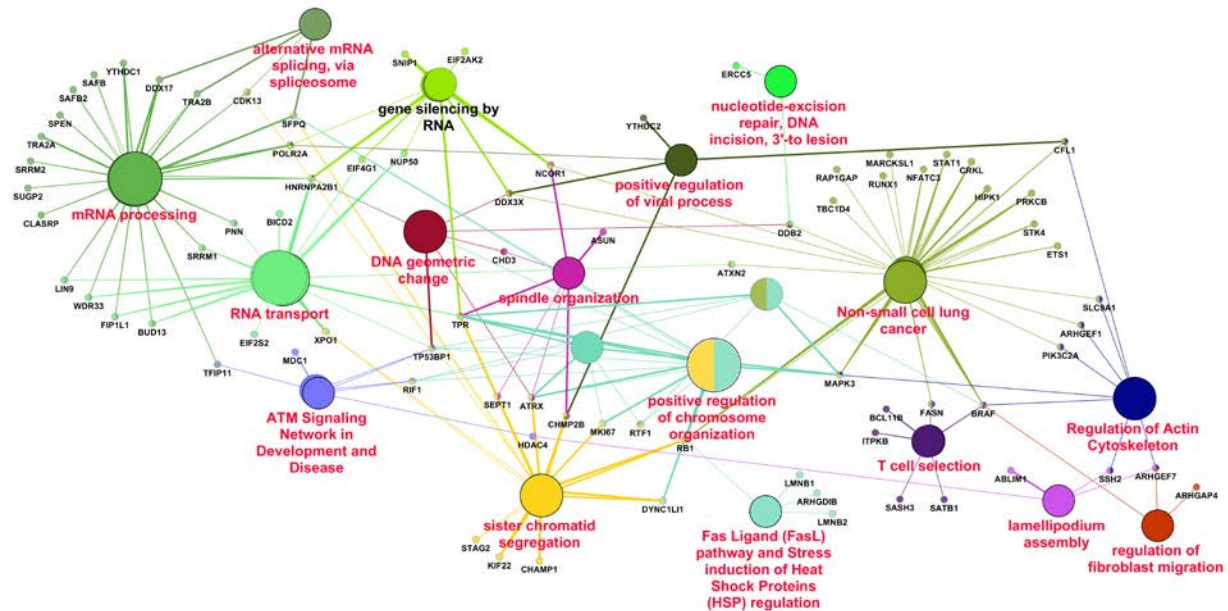 alternative mRNA
splicing, via
spliceosome
SNIP1
EIF2AK2
YTHDC1
SAFB
DDX17
SAFB2
TRA2B
CDK13
SPEN
SFPQ
TRA2A
POLR2A
SRRM2
HNRNPA2B1
EIF4G1
NUP50
SUGP2
CLASRP
mRNA processing
gene silencing by
RNA
ERCC5
nucleotide-excision
repair, DNA
incision, 3'-to lesion
YTHDC2
NCOR1
DDX3X
positive regulation
of viral process
CFL1
MARCKSL1
STAT1
CRKL
RAP1GAP
RUNX1
NFATC3
HIPK1
TBC1D4
PRKCB
STK4
ETS1
PNN
BICD2
SRRM1
LIN9
WDR33
FIP1L1
BUD13
EIF2S2
XPO1
RNA transport
DNA geometric
change
CHD3
ASUN
DDB2
ATXN2
spindle organization
Non-small cell lung
cancer
SLC9A1
ARHGEF1
PIK3C2A
TPR
TP53BP1
TFIP11
MDC1
RIF1
ATM Signaling
Network in
Development and
Disease
SEPT1
ATRX
CHMP2B
HDAC4
MKI67
RTF1
RB1
positive regulation
of chromosome
organization
MAPK3
FASN
BRAF
BCL11B
ITPKB
T cell selection
SASH3
SATB1
Regulation of Actin
Cytoskeleton
SSH2
ARHGEF7
ABLIM1
ARHGAP4
lamellipodium
assembly
regulation of
fibroblast migration
sister chromatid
segregation
DYNC1LI1
STAG2
KIF22
CHAMP1
LMNB1
ARHGDIB
LMNB2
Fas Ligand (FasL)
pathway and Stress
induction of Heat
Shock Proteins
(HSP) regulation